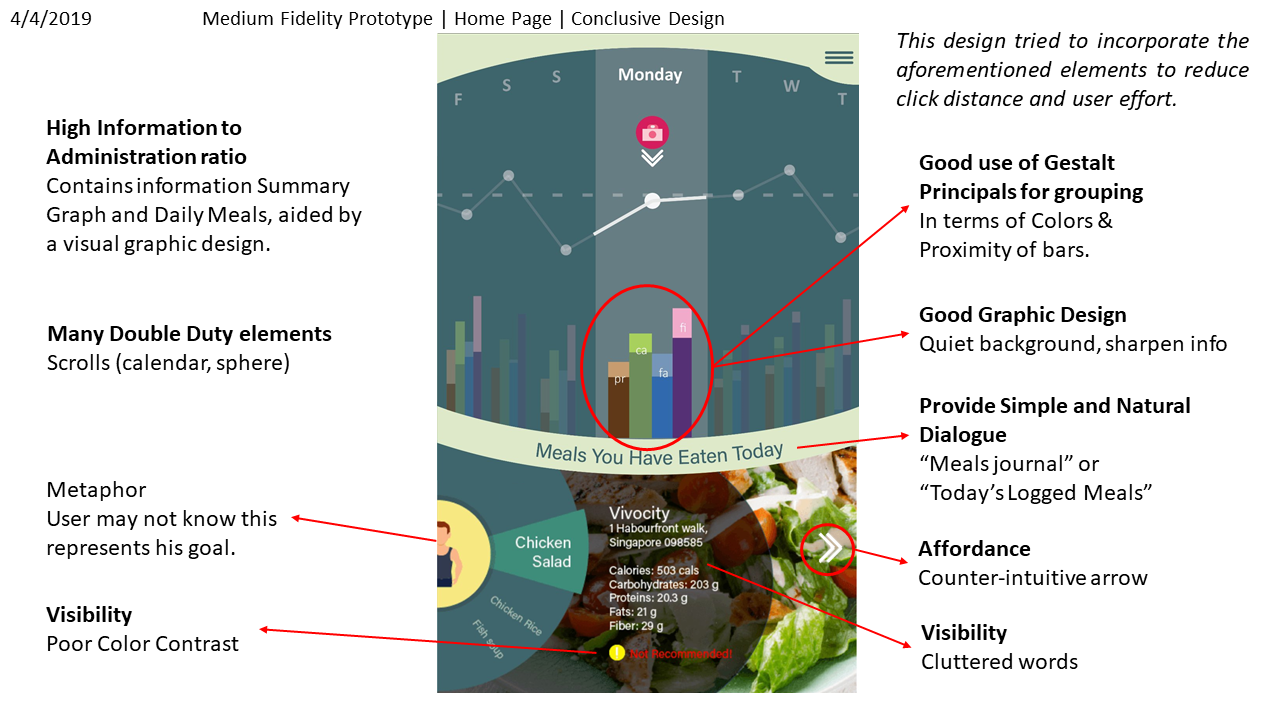 4/4/2019
Medium Fidelity Prototype | Home Page | Conclusive Design
This design tried to incorporate the
aforementioned elements to reduce
click distance and user effort.
High Information to
Administration ratio
Contains information Summary
Graph and Daily Meals, aided by
a visual graphic design.
Many Double Duty elements
Scrolls (calendar, sphere)
Metaphor
User may not know this
represents his goal.
Visibility
Poor Color Contrast
F
S
S
Monday
T
W
T
pr
ca
fa
fi
Meals You Have Eaten Today
Chicken
Salad
Chicken Rice
Fish soup
Vivocity
1 Habourfront walk,
Singapore 098585
Calories: 503 cals
Carbohydrates: 203 g
Proteins: 20.3 g
Fats: 21 g
Fiber: 29 g
! Not Recommended!
Good use of Gestalt
Principals for grouping
In terms of Colors &
Proximity of bars.
Good Graphic Design
Quiet background, sharpen info
Provide Simple and Natural
Dialogue
“Meals journal” or
“Today’s Logged Meals”
Affordance
Counter-intuitive arrow
Visibility
Cluttered words